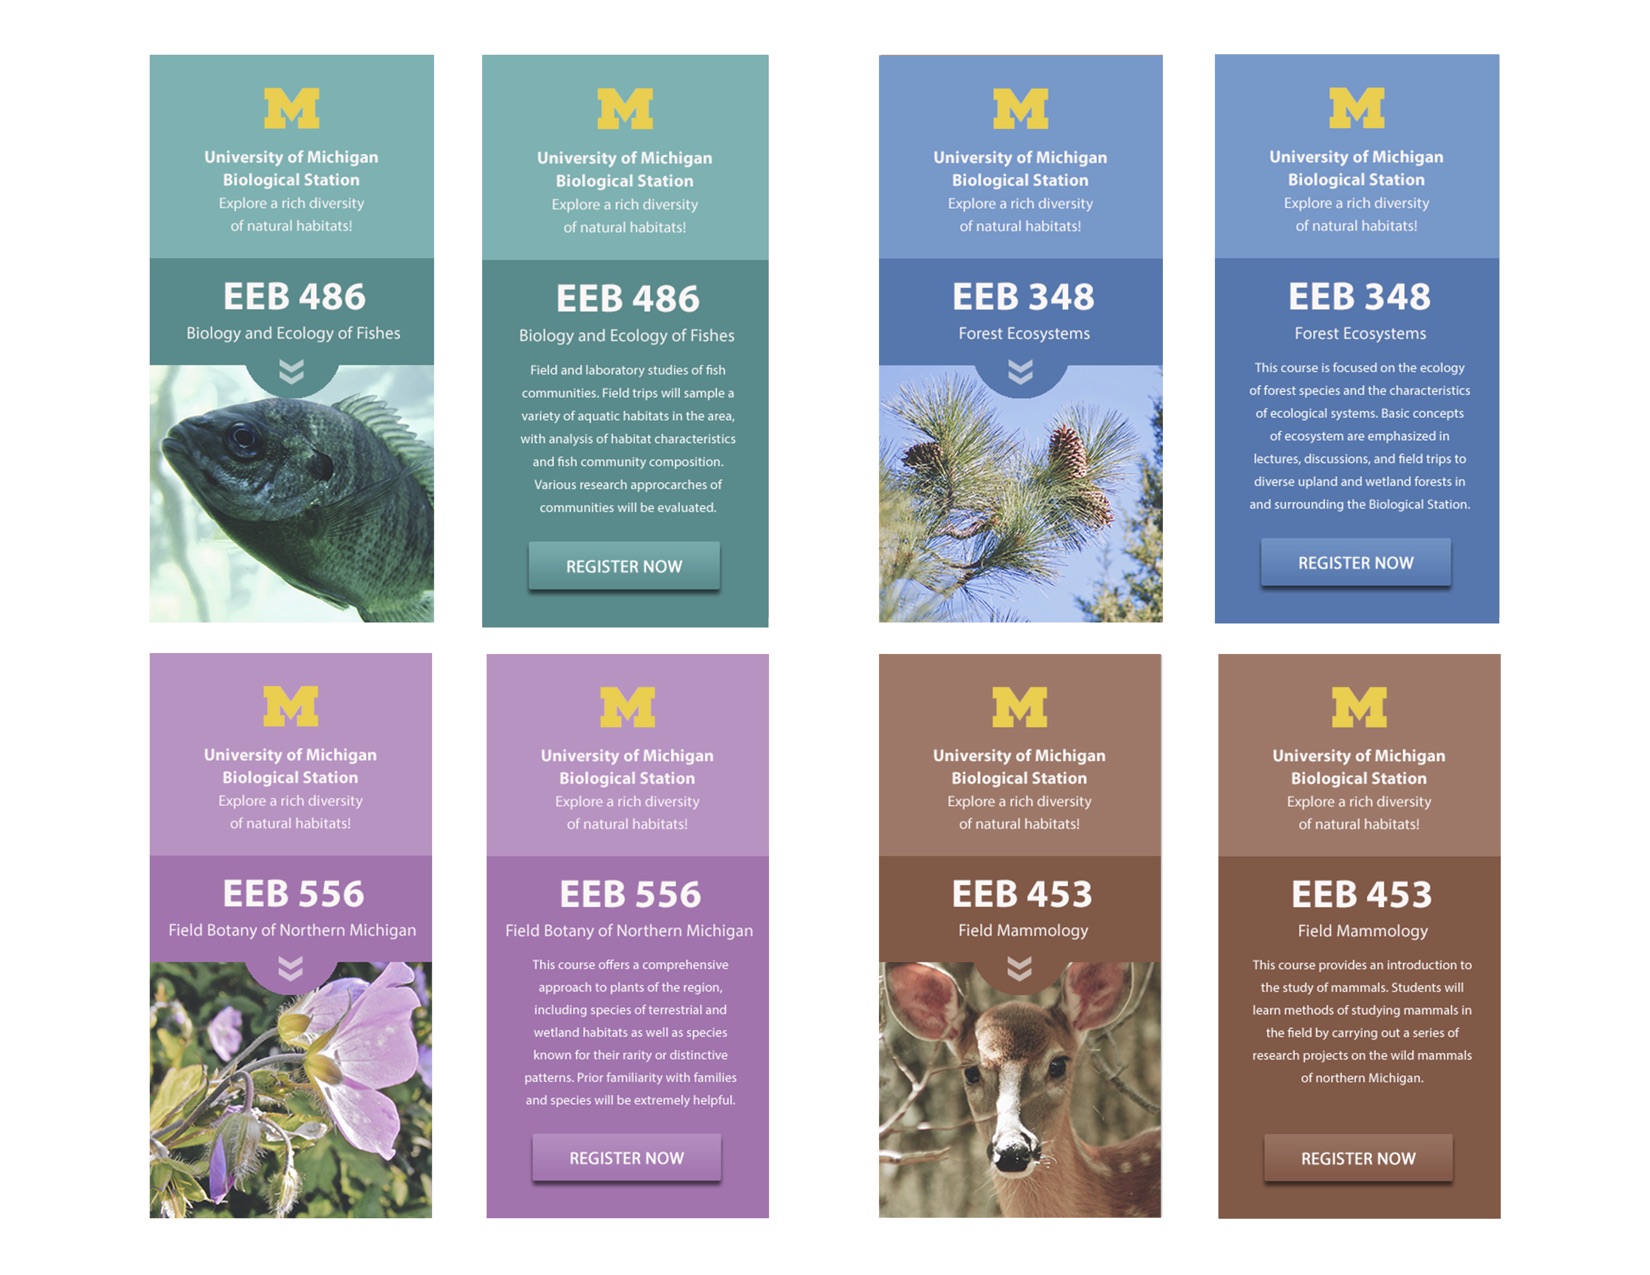 M
University of Michigan
Biological Station
Explore a rich diversity
of natural habitats!
EEB 486
Biology and Ecology of Fishes
M
University of Michigan
Biological Station
Explore a rich diversity
of natural habitats!
EEB 486
Biology and Ecology of Fishes
Field and laboratory studies of fish
communities. Field trips will sample a
variety of aquatic habitats in the area,
with analysis of habitat characteristics
and fish community composition.
Various research approcarches of
communities will be evaluated.
REGISTER NOW
M
University of Michigan
Biological Station
Explore a rich diversity
of natural habitats!
EEB 348
Forest Ecosystems
M
University of Michigan
Biological Station
Explore a rich diversity
of natural habitats!
EEB 348
Forest Ecosystems
This course is focused on the ecology
of forest species and the characteristics
of ecological systems. Basic concepts
of ecosystem are emphasized in
lectures, discussions, and field trips to
diverse upland and wetland forests in
and surrounding the Biological Station.
REGISTER NOW
M
University of Michigan
Biological Station
Explore a rich diversity
of natural habitats!
EEB 556
Field Botany of Northern Michigan
M
University of Michigan
Biological Station
Explore a rich diversity
of natural habitats!
EEB 556
Field Botany of Northern Michigan
This course offers a comprehensive
approach to plants of the region,
including species of terrestrial and
wetland habitats as well as species
known for their rarity or distinctive
patterns. Prior familiarity with families
and species will be extremely helpful.
REGISTER NOW
M
University of Michigan
Biological Station
Explore a rich diversity
of natural habitats!
EEB 453
Field Mammology
M
University of Michigan
Biological Station
Explore a rich diversity
of natural habitats!
EEB 453
Field Mammology
This course provides an introduction to
the study of mammals. Students will
learn methods of studying mammals in
the field by carrying out a series of
research projects on the wild mammals
of northern Michigan.
REGISTER NOW